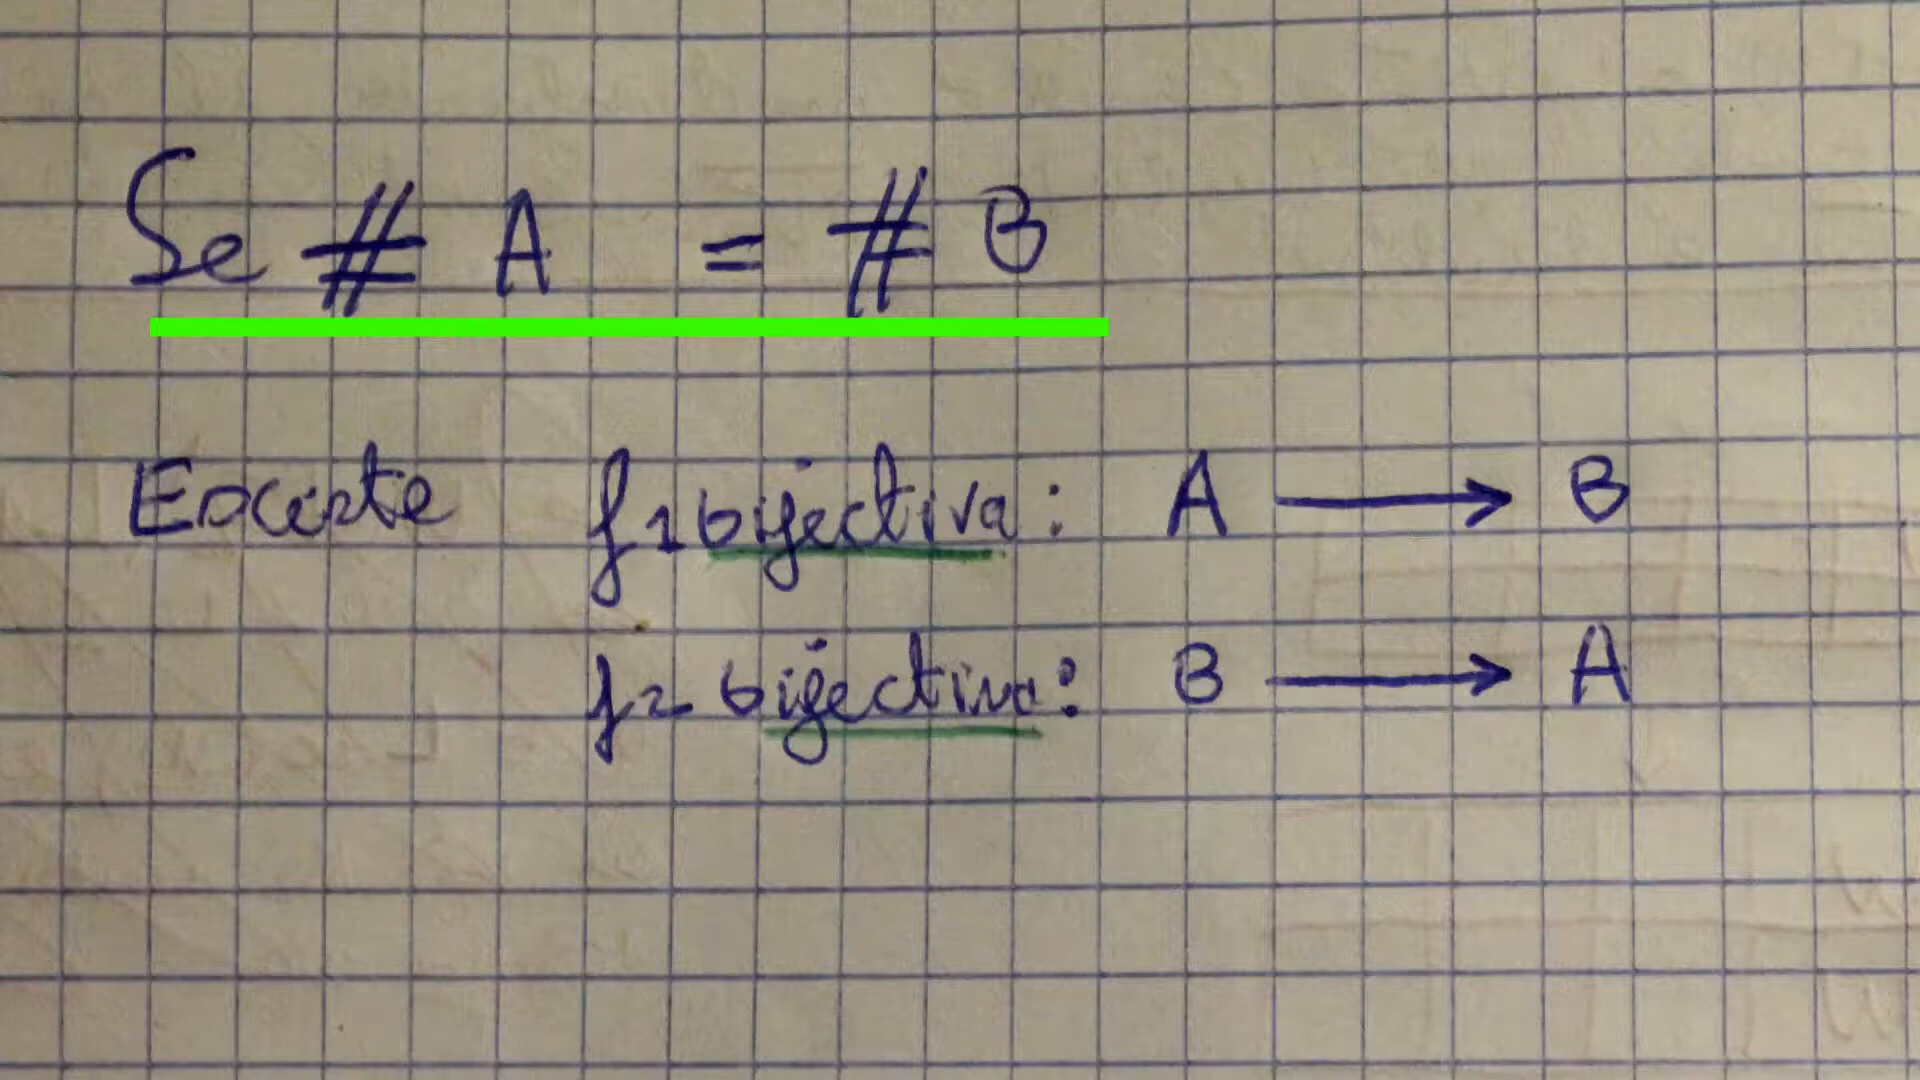 Se # A = # B
Existe f1 bijectiva: A → B
f2 bijectiva: B → A